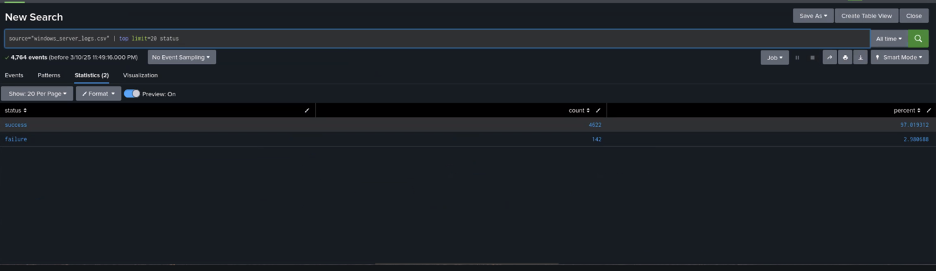 New Search
Save As
Create Table View
Close
source="windows_server_logs.csv" | top limit=20 status
All time
4,764 events (before 3/10/25 11:49:16.000 PM)
No Event Sampling
Job
Smart Mode
Events
Patterns
Statistics (2)
Visualization
Show: 20 Per Page
Format
Preview: On
status
count
percent
success
4622
97.019312
failure
142
2.980688